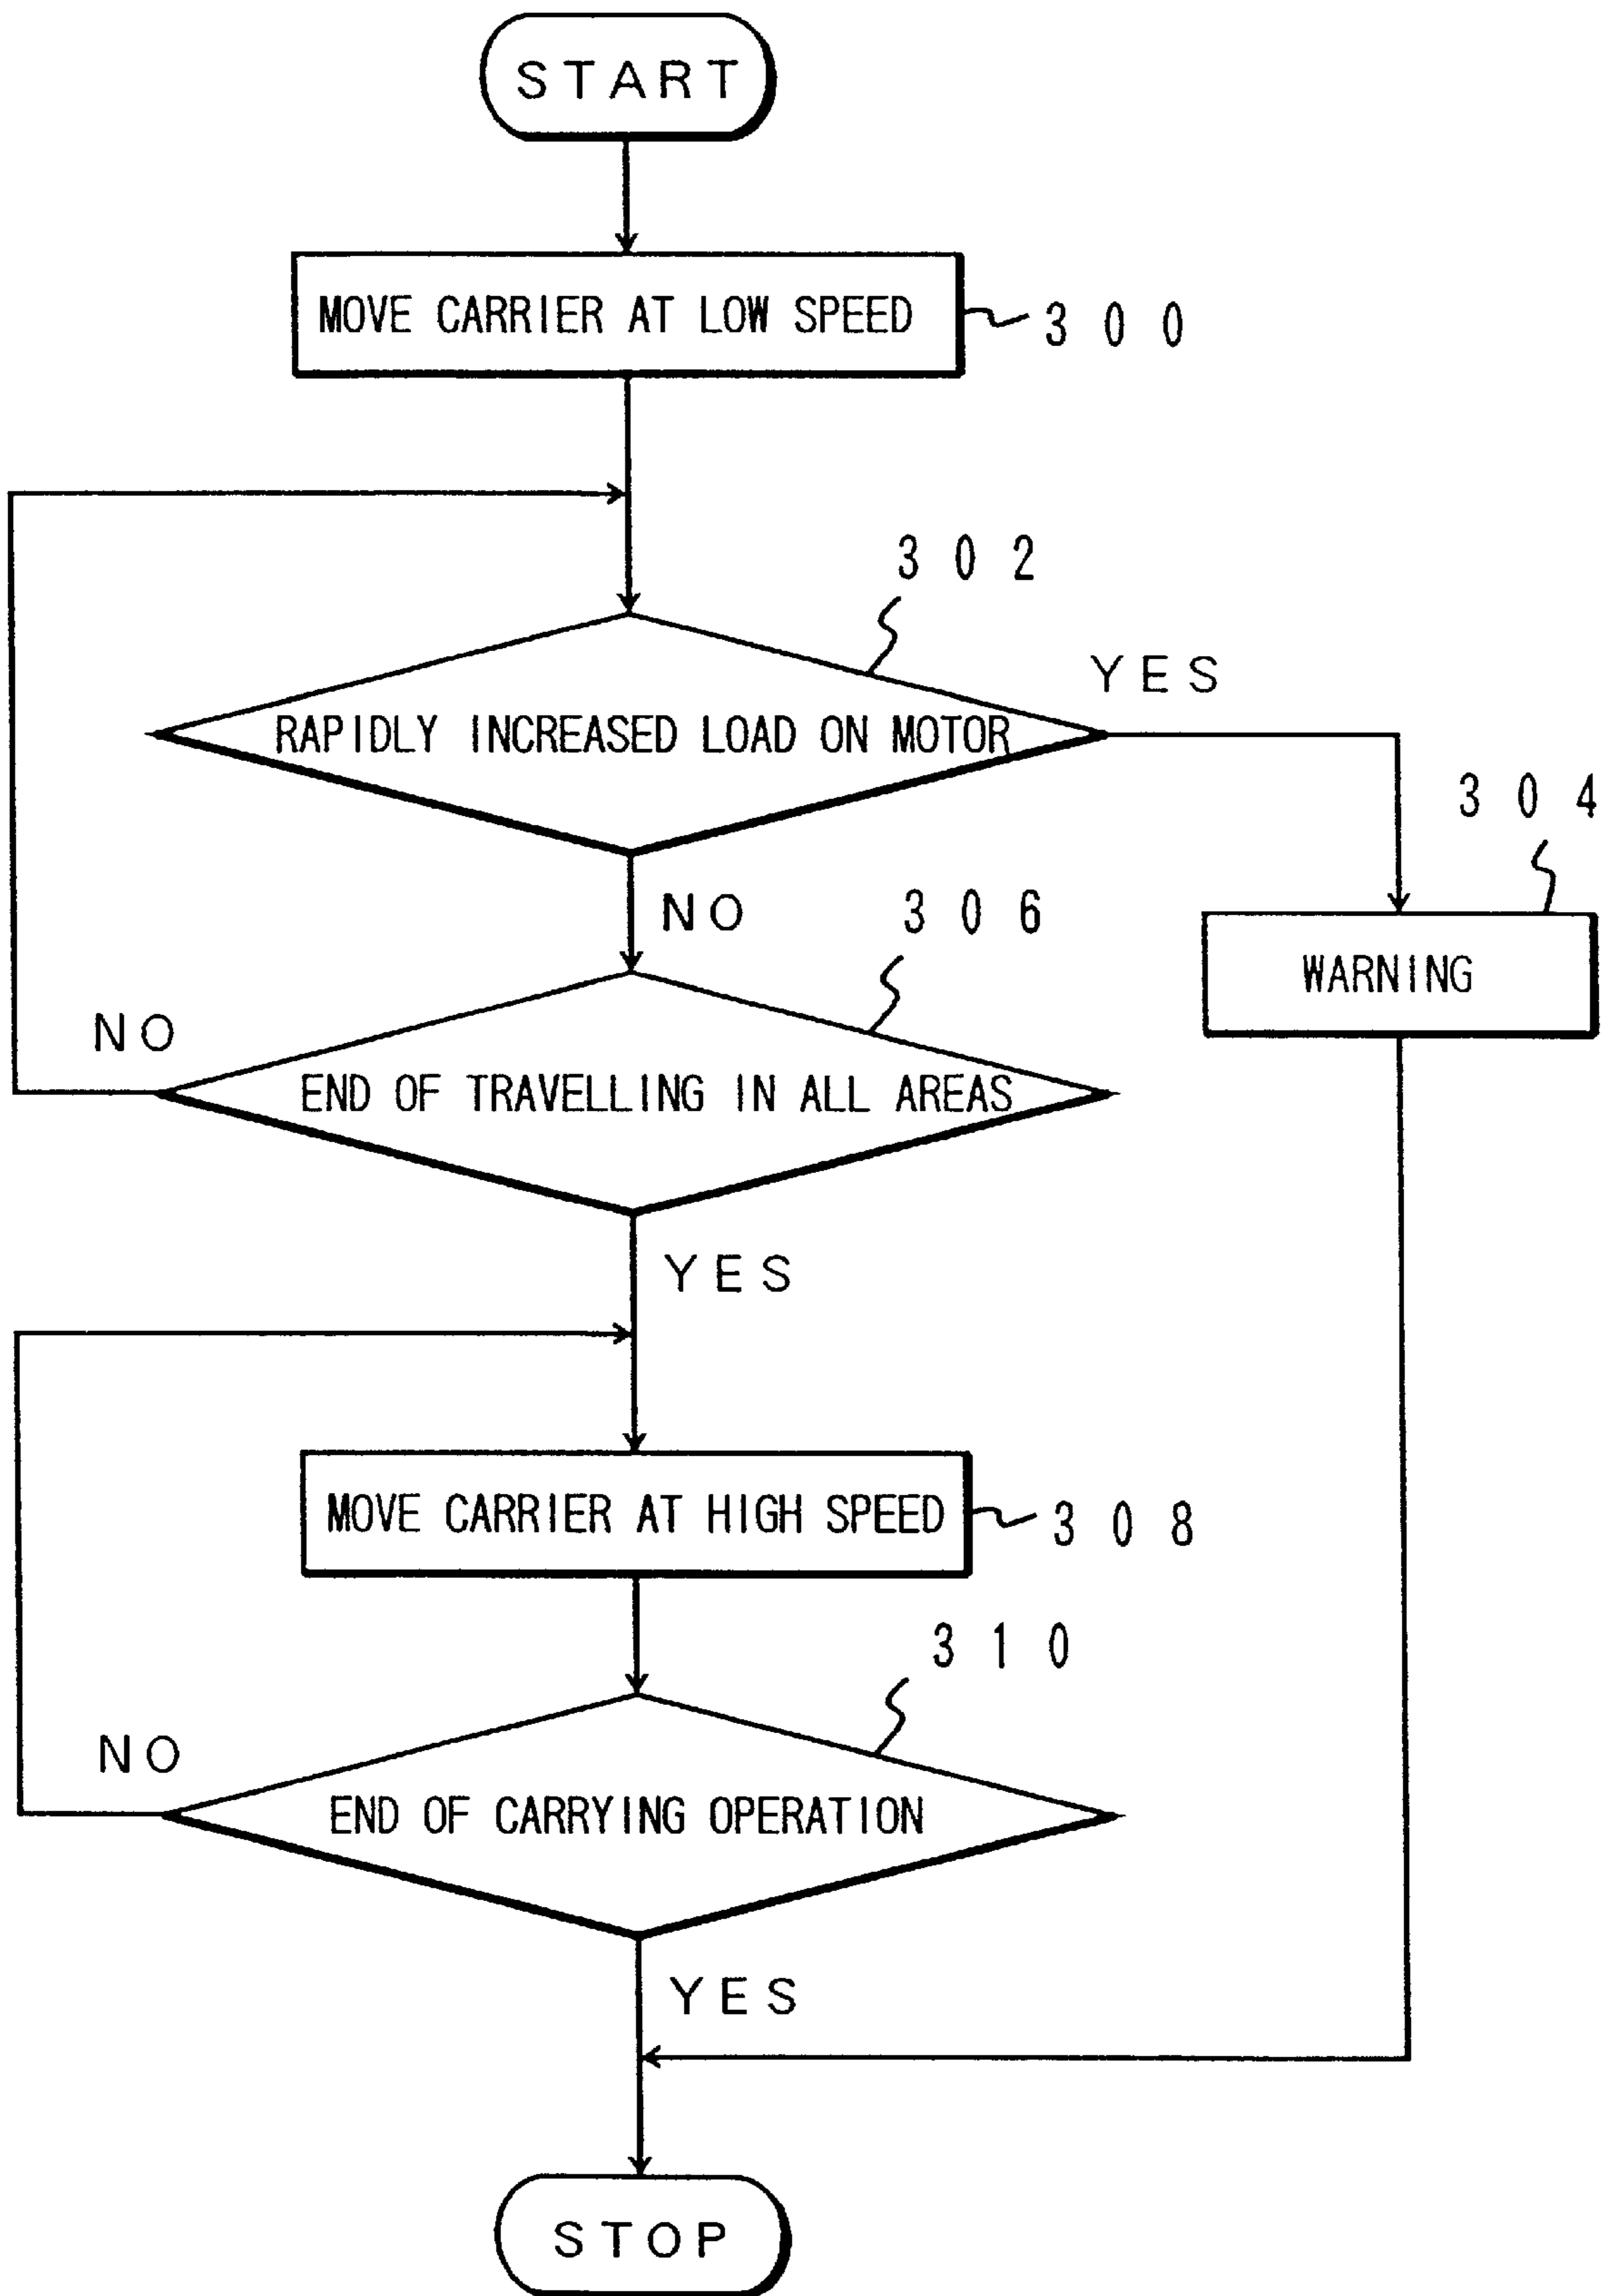 START
MOVE CARRIER AT LOW SPEED
300
302
YES
RAPIDLY INCREASED LOAD ON MOTOR
304
NO
306
WARNING
NO
END OF TRAVELLING IN ALL AREAS
YES
MOVE CARRIER AT HIGH SPEED
308
310
NO
END OF CARRYING OPERATION
YES
STOP